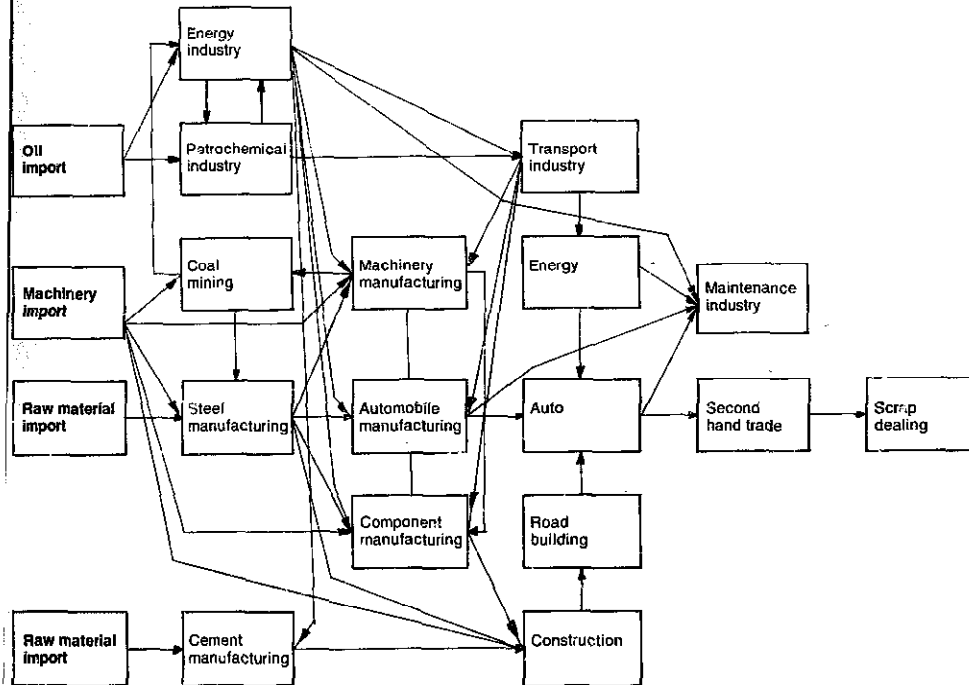 Energy
industry
Oil
import
Petrochemical
industry
Transport
industry
Machinery
import
Coal
mining
Machinery
manufacturing
Energy
Maintenance
industry
Raw material
import
Steel
manufacturing
Automobile
manufacturing
Auto
Second
hand trade
Scrap
dealing
Component
manufacturing
Road
building
Raw material
import
Cement
manufacturing
Construction